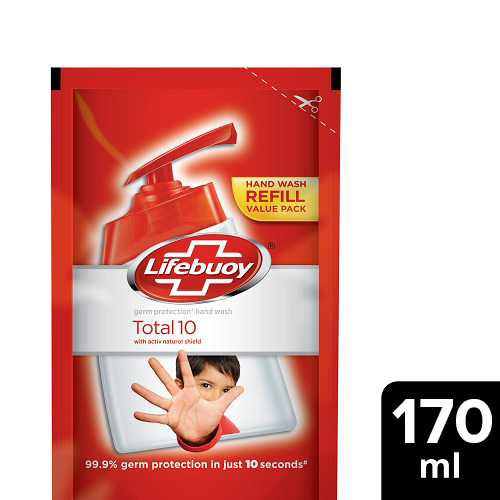 HAND WASH
REFILL
VALUE PACK
Lifebuoy®
germ protection* hand wash
Total 10
with activ naturol shield
99.9% germ protection in just 10 seconds#
170
ml